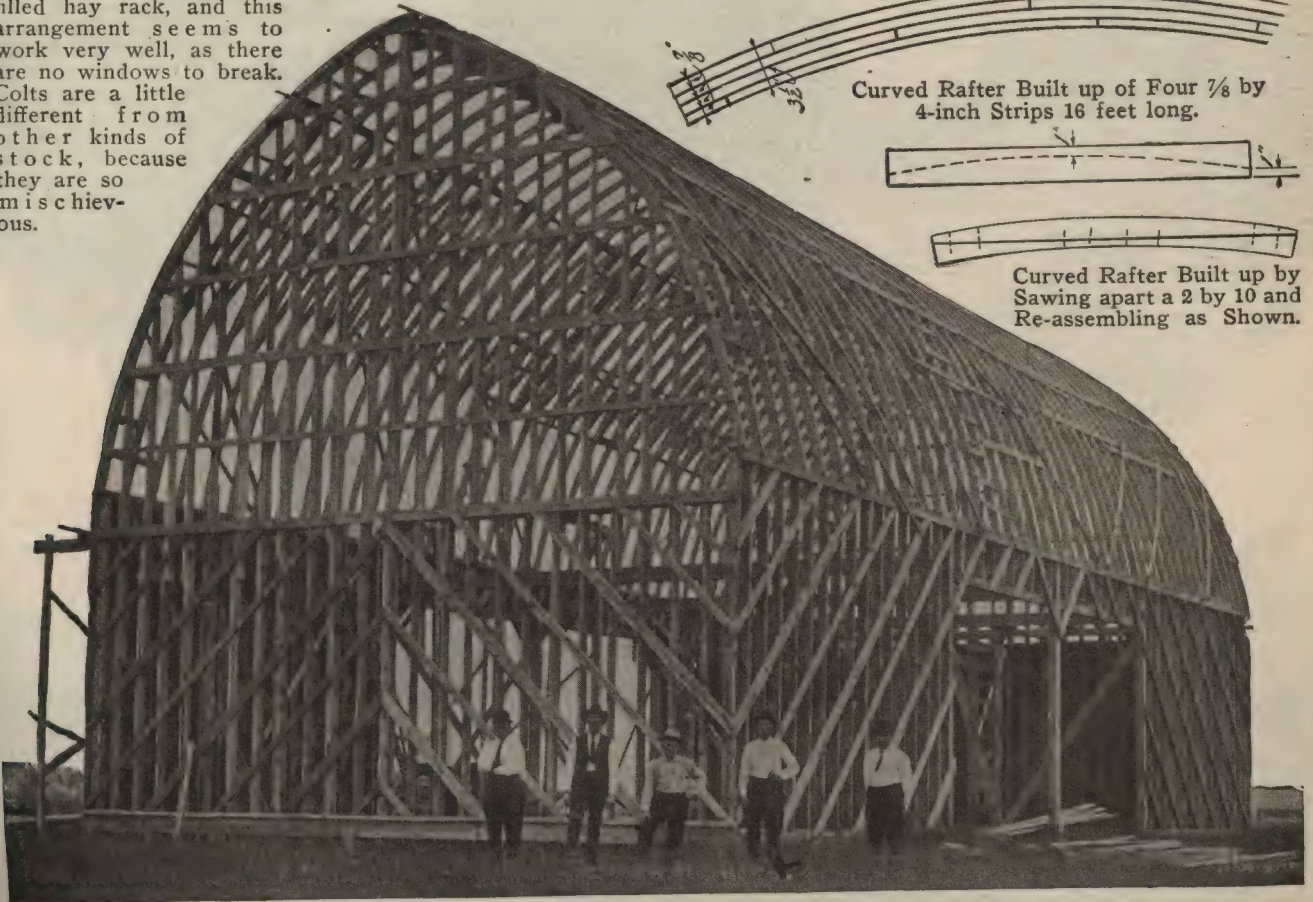 filled hay rack, and this
arrangement seems to
work very well, as there
are no windows to break.
Colts are a little
different from
other kinds of
stock, because
they are so
mischiev-
ous.
Curved Rafter Built up of Four ⅞ by
4-inch Strips 16 feet long.
Curved Rafter Built up by
Sawing apart a 2 by 10 and
Re-assembling as Shown.